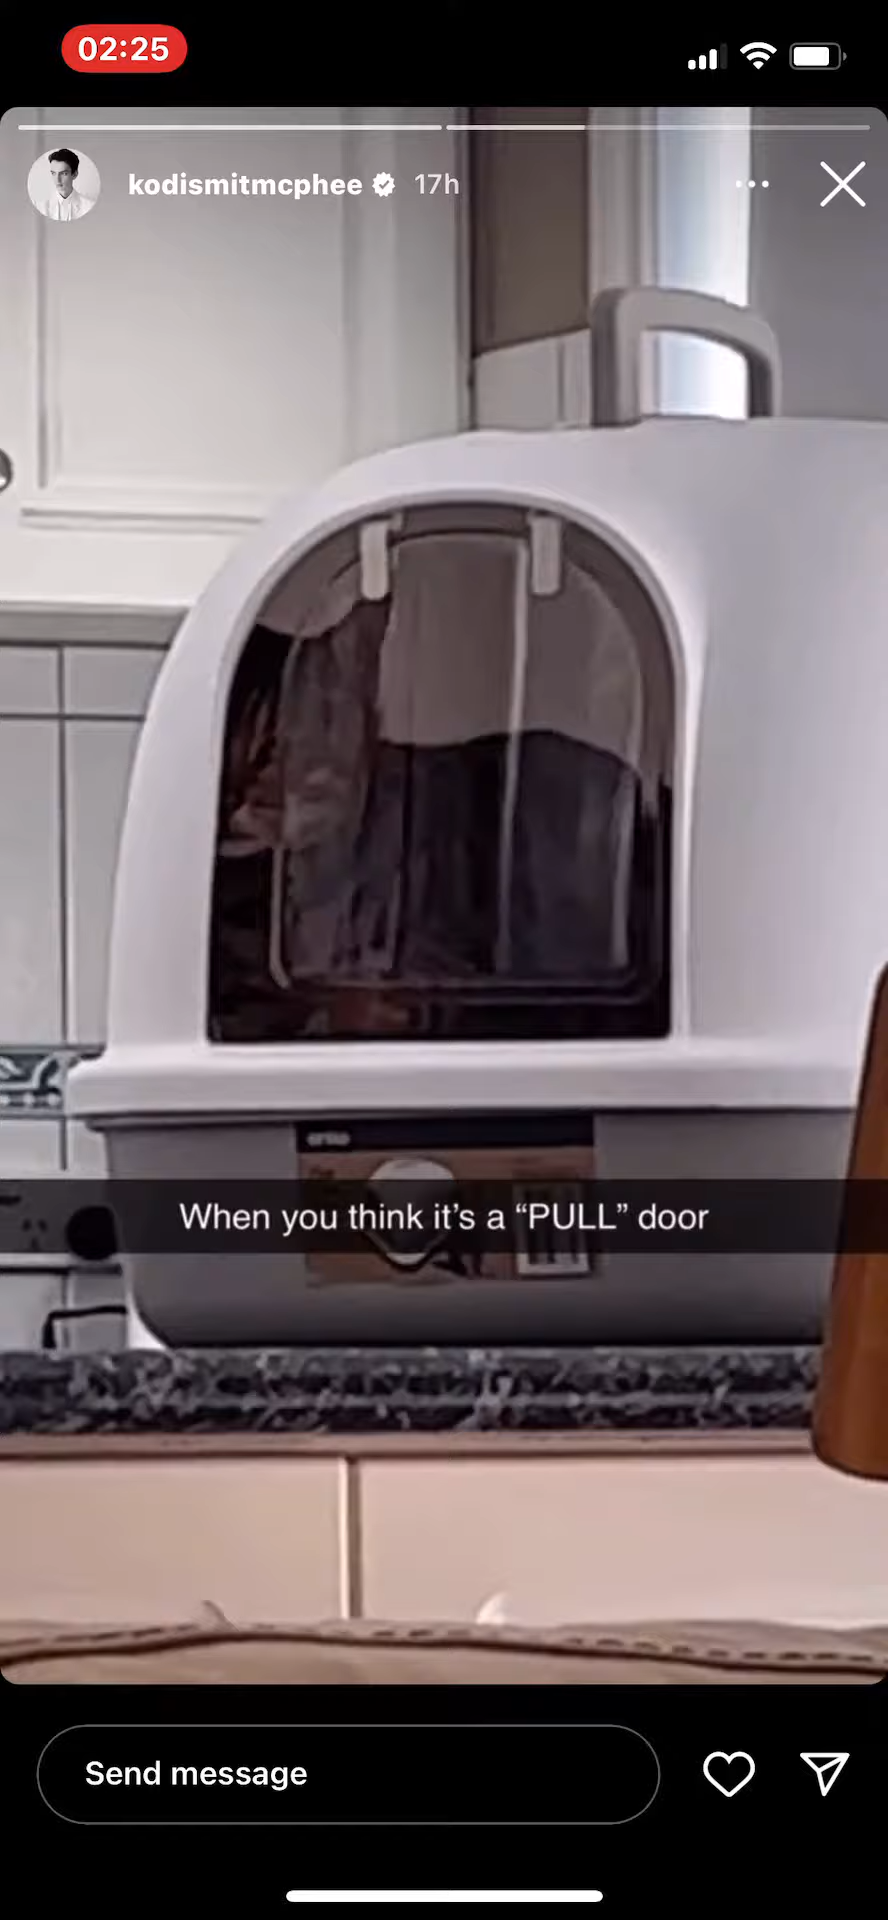 02:25
kodismitmcphee 17h
When you think it's a “PULL” door
Send message